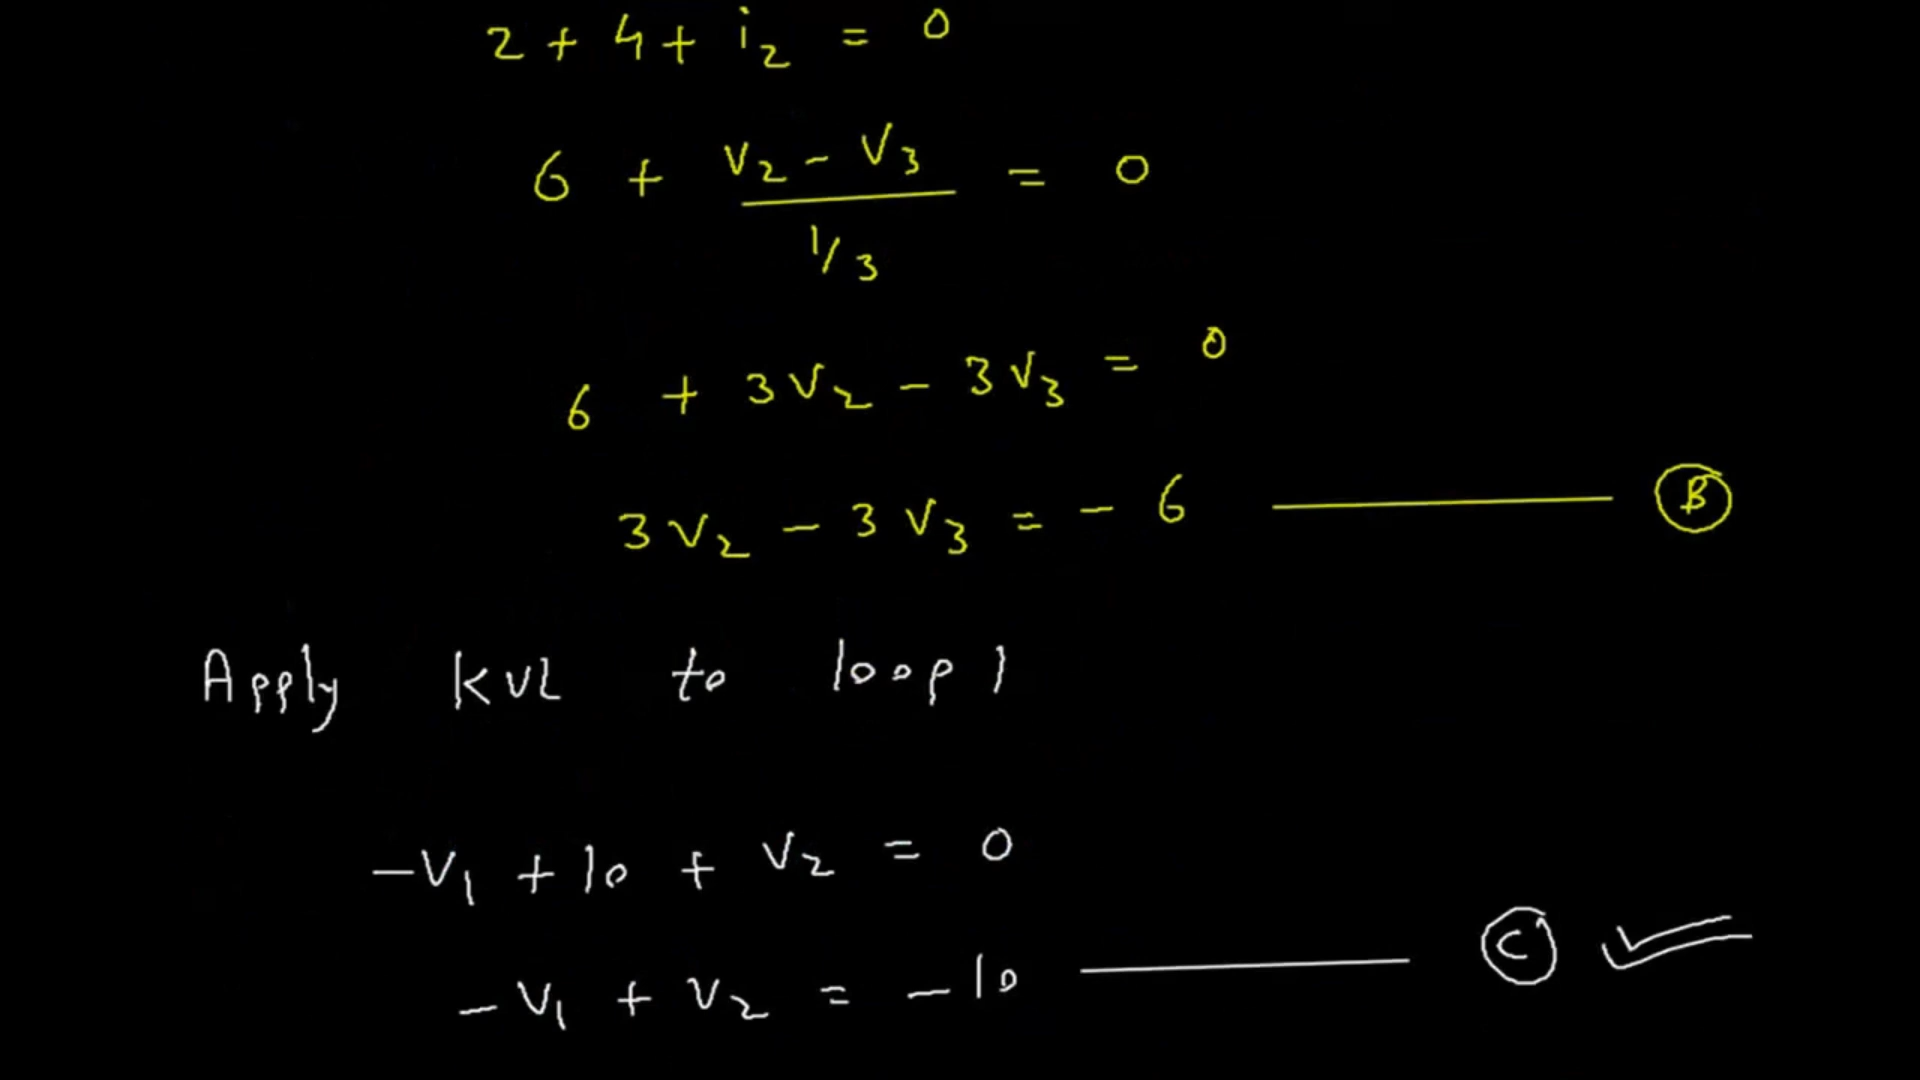 2 + 4 + i₂ = 0
6 + (v₂ - v₃)/(1/3) = 0
6 + 3v₂ - 3v₃ = 0
3v₂ - 3v₃ = - 6 ——— B
Apply KVL to loop 1
-v₁ + 10 + v₂ = 0
- v₁ + v₂ = - 10 ——— C ✓